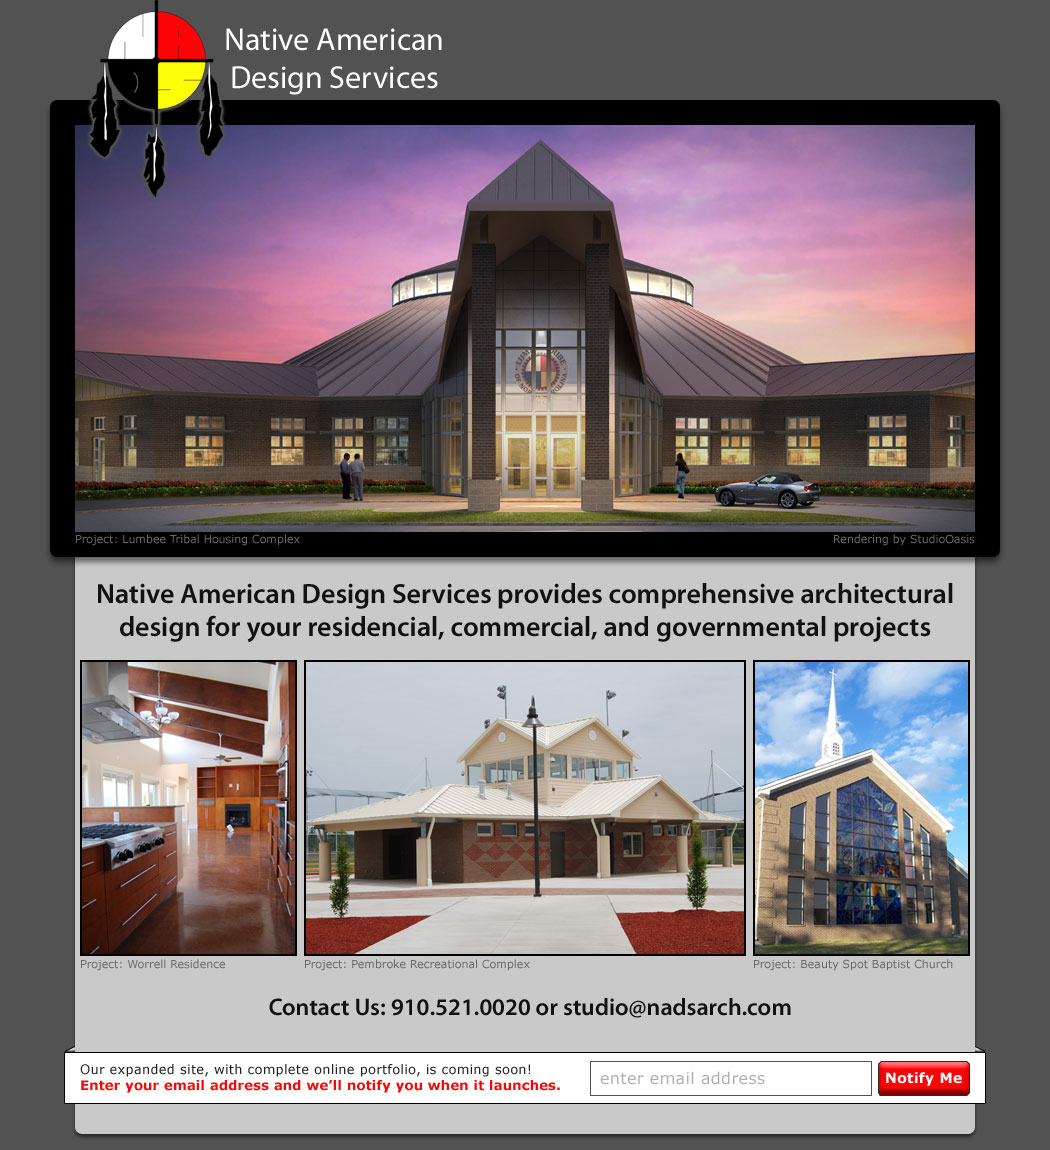 Native American
Design Services
Project: Lumbee Tribal Housing Complex
Rendering by StudioOasis
Native American Design Services provides comprehensive architectural
design for your residencial, commercial, and governmental projects
Project: Worrell Residence
Project: Pembroke Recreational Complex
Project: Beauty Spot Baptist Church
Contact Us: 910.521.0020 or studio@nadsarch.com
Our expanded site, with complete online portfolio, is coming soon!
Enter your email address and we’ll notify you when it launches.
enter email address
Notify Me